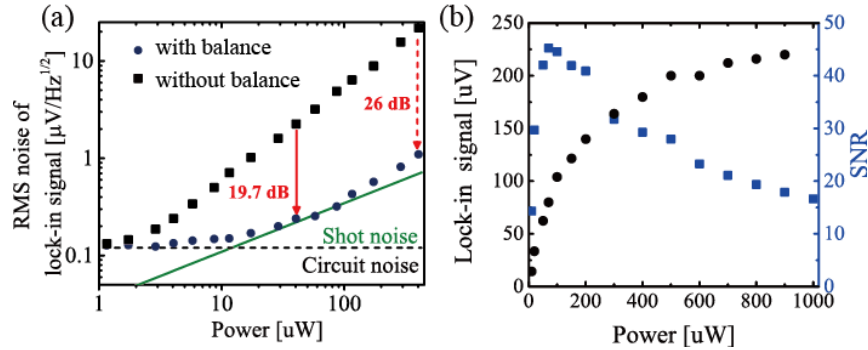 (a)
10
1
0.1
RMS noise of
lock-in signal [μV/Hz1/2]
with balance
without balance
26 dB
19.7 dB
Shot noise
Circuit noise
1
10
100
Power [uW]
(b)
250
200
150
100
50
0
Lock-in signal [uV]
50
40
30
20
10
0
SNR
0
200
400
600
800
1000
Power [uW]